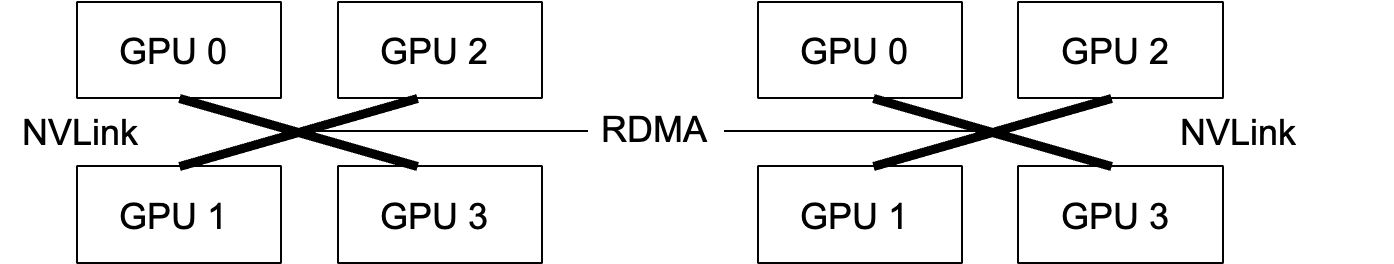 GPU 0
GPU 2
GPU 0
GPU 2
NVLink
RDMA
NVLink
GPU 1
GPU 3
GPU 1
GPU 3